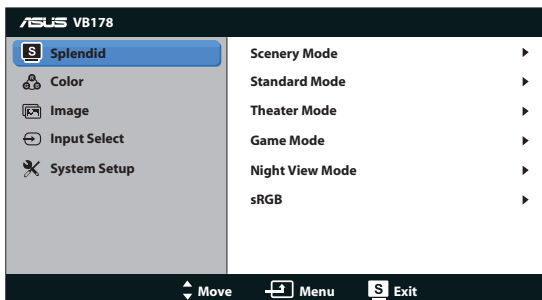 ASUS VB178
S Splendid
Color
Image
Input Select
System Setup
Scenery Mode
Standard Mode
Theater Mode
Game Mode
Night View Mode
sRGB
Move Menu S Exit